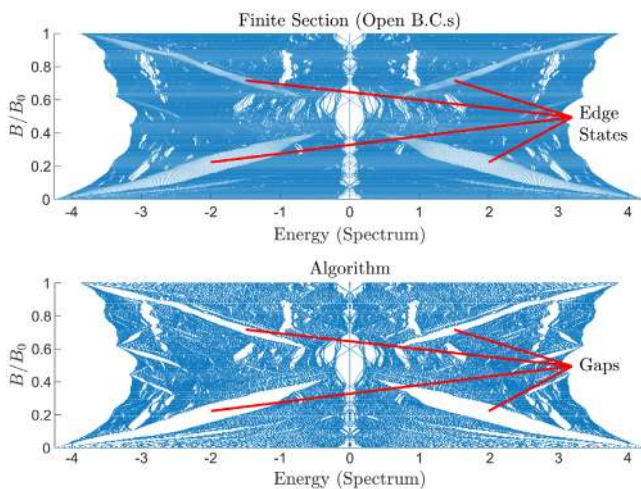 Finite Section (Open B.C.s)
1
0.8
0.6
0.4
0.2
0
B/B₀
Edge
States
-4 -3 -2 -1 0 1 2 3 4
Energy (Spectrum)
Algorithm
1
0.8
0.6
0.4
0.2
0
B/B₀
Gaps
-4 -3 -2 -1 0 1 2 3 4
Energy (Spectrum)